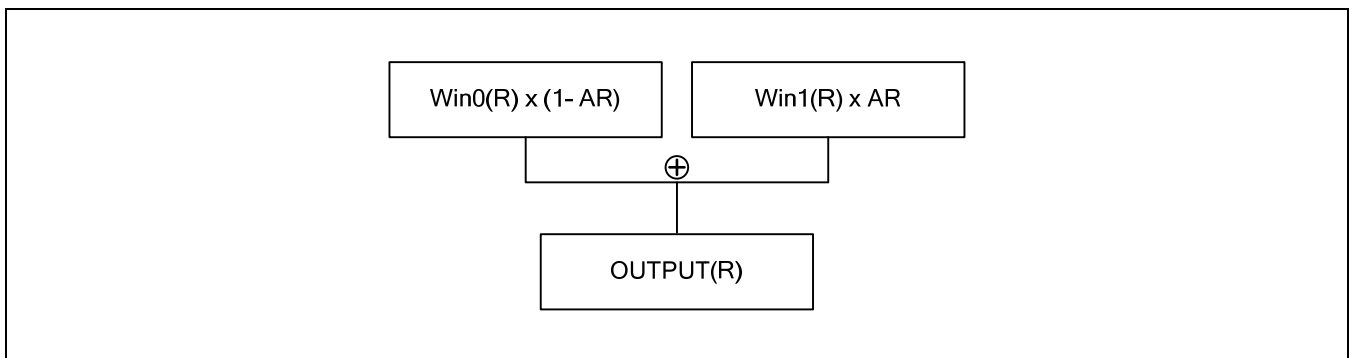 Win0(R) x (1- AR)
Win1(R) x AR
OUTPUT(R)